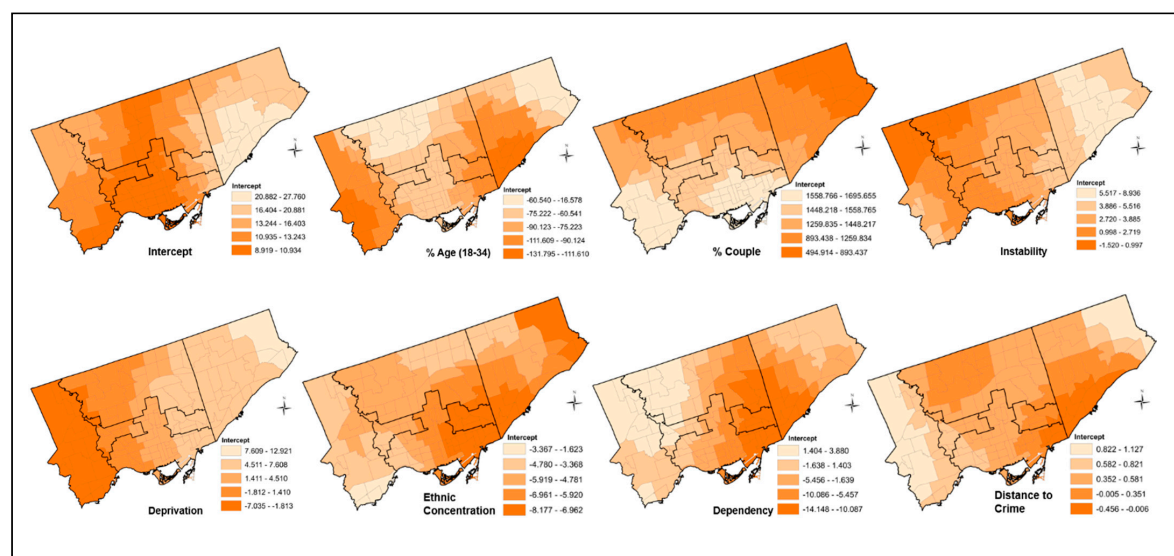 Intercept
20.882 - 27.760
16.404 - 20.881
13.244 - 16.403
10.935 - 13.243
8.919 - 10.934
Intercept
Intercept
-60.540 - -16.578
-75.222 - -60.541
-90.123 - -75.223
-111.609 - -90.124
-131.795 - -111.610
% Age (18-34)
Intercept
1558.766 - 1695.655
1448.218 - 1558.765
1259.835 - 1448.217
893.438 - 1259.834
494.914 - 893.437
% Couple
Intercept
5.517 - 8.936
3.886 - 5.516
2.720 - 3.885
0.998 - 2.719
-1.520 - 0.997
Instability
Intercept
7.609 - 12.921
4.511 - 7.608
1.411 - 4.510
-1.812 - 1.410
-7.035 - -1.813
Deprivation
Intercept
-3.367 - -1.623
-4.780 - -3.368
-5.919 - -4.781
-6.961 - -5.920
-8.177 - -6.962
Ethnic
Concentration
Intercept
1.404 - 3.880
-1.638 - 1.403
-5.456 - -1.639
-10.086 - -5.457
-14.148 - -10.087
Dependency
Intercept
0.822 - 1.127
0.582 - 0.821
0.352 - 0.581
-0.005 - 0.351
-0.456 - -0.006
Distance to
Crime